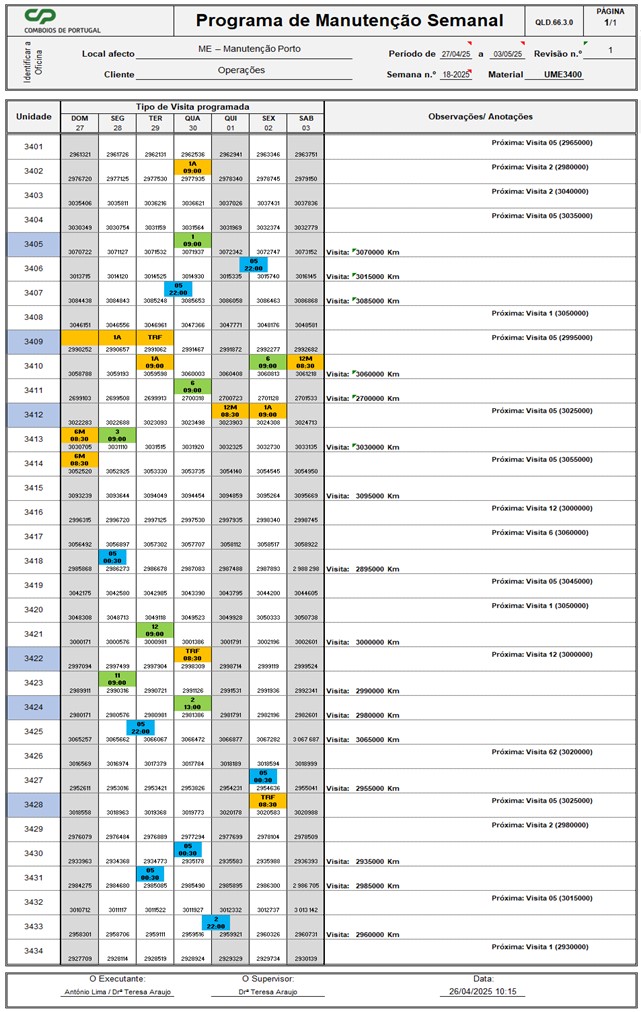 CP
COMBOIOS DE PORTUGAL
Programa de Manutenção Semanal
QLD.66.3.0
PÁGINA
1/1
Identificar a Oficina
Local afecto ME – Manutenção Porto
Período de 27/04/25 a 03/05/25 Revisão n.º 1
Cliente Operações
Semana n.º 18-2025 Material UME3400
Unidade Tipo de Visita programada Observações/ Anotações
DOM SEG TER QUA QUI SEX SAB
27 28 29 30 01 02 03
3401 Próxima: Visita 05 (2965000)
2961321 2961726 2962131 2962536 2962941 2963346 2963751
3402 1A 09:00 Próxima: Visita 2 (2980000)
2976720 2977125 2977530 2977935 2978340 2978745 2979150
3403 Próxima: Visita 2 (3040000)
3035406 3035811 3036216 3036621 3037026 3037431 3037836
3404 Próxima: Visita 05 (3035000)
3030349 3030754 3031159 3031564 3031969 3032374 3032779
3405 1 09:00
3070722 3071127 3071532 3071937 3072342 3072747 3073152 Visita: 3070000 Km
3406 05 22:00
3013715 3014120 3014525 3014930 3015335 3015740 3016145 Visita: 3015000 Km
3407 05 22:00
3084438 3084843 3085248 3085653 3086058 3086463 3086868 Visita: 3085000 Km
3408 Próxima: Visita 1 (3050000)
3046151 3046556 3046961 3047366 3047771 3048176 3048581
3409 1A TRF Próxima: Visita 05 (2995000)
2990252 2990657 2991062 2991467 2991872 2992277 2992682
3410 1A 09:00 6 09:00 12M 08:30
3058788 3059193 3059598 3060003 3060408 3060813 3061218 Visita: 3060000 Km
3411 6 09:00
2699103 2699508 2699913 2700318 2700723 2701128 2701533 Visita: 2700000 Km
3412 12M 08:30 1A 09:00 Próxima: Visita 05 (3025000)
3022283 3022688 3023093 3023498 3023903 3024308 3024713
3413 6M 08:30 3 09:00
3030705 3031110 3031515 3031920 3032325 3032730 3033135 Visita: 3030000 Km
3414 6M 08:30 Próxima: Visita 05 (3055000)
3052520 3052925 3053330 3053735 3054140 3054545 3054950
3415
3093239 3093644 3094049 3094454 3094859 3095264 3095669 Visita: 3095000 Km
3416 Próxima: Visita 12 (3000000)
2996315 2996720 2997125 2997530 2997935 2998340 2998745
3417 Próxima: Visita 6 (3060000)
3056492 3056897 3057302 3057707 3058112 3058517 3058922
3418 05 00:30
2985868 2986273 2986678 2987083 2987488 2987893 2 988 298 Visita: 2895000 Km
3419 Próxima: Visita 05 (3045000)
3042175 3042580 3042985 3043390 3043795 3044200 3044605
3420 Próxima: Visita 1 (3050000)
3048308 3048713 3049118 3049523 3049928 3050333 3050738
3421 12 09:00
3000171 3000576 3000981 3001386 3001791 3002196 3002601 Visita: 3000000 Km
3422 TRF 08:30 Próxima: Visita 12 (3000000)
2997094 2997499 2997904 2998309 2998714 2999119 2999524
3423 11 09:00
2989911 2990316 2990721 2991126 2991531 2991936 2992341 Visita: 2990000 Km
3424 2 13:00
2980171 2980576 2980981 2981386 2981791 2982196 2982601 Visita: 2980000 Km
3425 05 22:00
3065257 3065662 3066067 3066472 3066877 3067282 3 067 687 Visita: 3065000 Km
3426 Próxima: Visita 62 (3020000)
3016569 3016974 3017379 3017784 3018189 3018594 3018999
3427 05 00:30
2952611 2953016 2953421 2953826 2954231 2954636 2955041 Visita: 2955000 Km
3428 TRF 08:30 Próxima: Visita 05 (3025000)
3018558 3018963 3019368 3019773 3020178 3020583 3020988
3429 Próxima: Visita 2 (2980000)
2976079 2976484 2976889 2977294 2977699 2978104 2978509
3430 05 00:30
2933963 2934368 2934773 2935178 2935583 2935988 2936393 Visita: 2935000 Km
3431 05 00:30
2984275 2984680 2985085 2985490 2985895 2986300 2 986 705 Visita: 2985000 Km
3432 Próxima: Visita 05 (3015000)
3010712 3011117 3011522 3011927 3012332 3012737 3 013 142
3433 2 22:00
2958301 2958706 2959111 2959516 2959921 2960326 2960731 Visita: 2960000 Km
3434 Próxima: Visita 1 (2930000)
2927709 2928114 2928519 2928924 2929329 2929734 2930139
O Executante: O Supervisor: Data:
António Lima / Drª Teresa Araujo Drª Teresa Araujo 26/04/2025 10:15